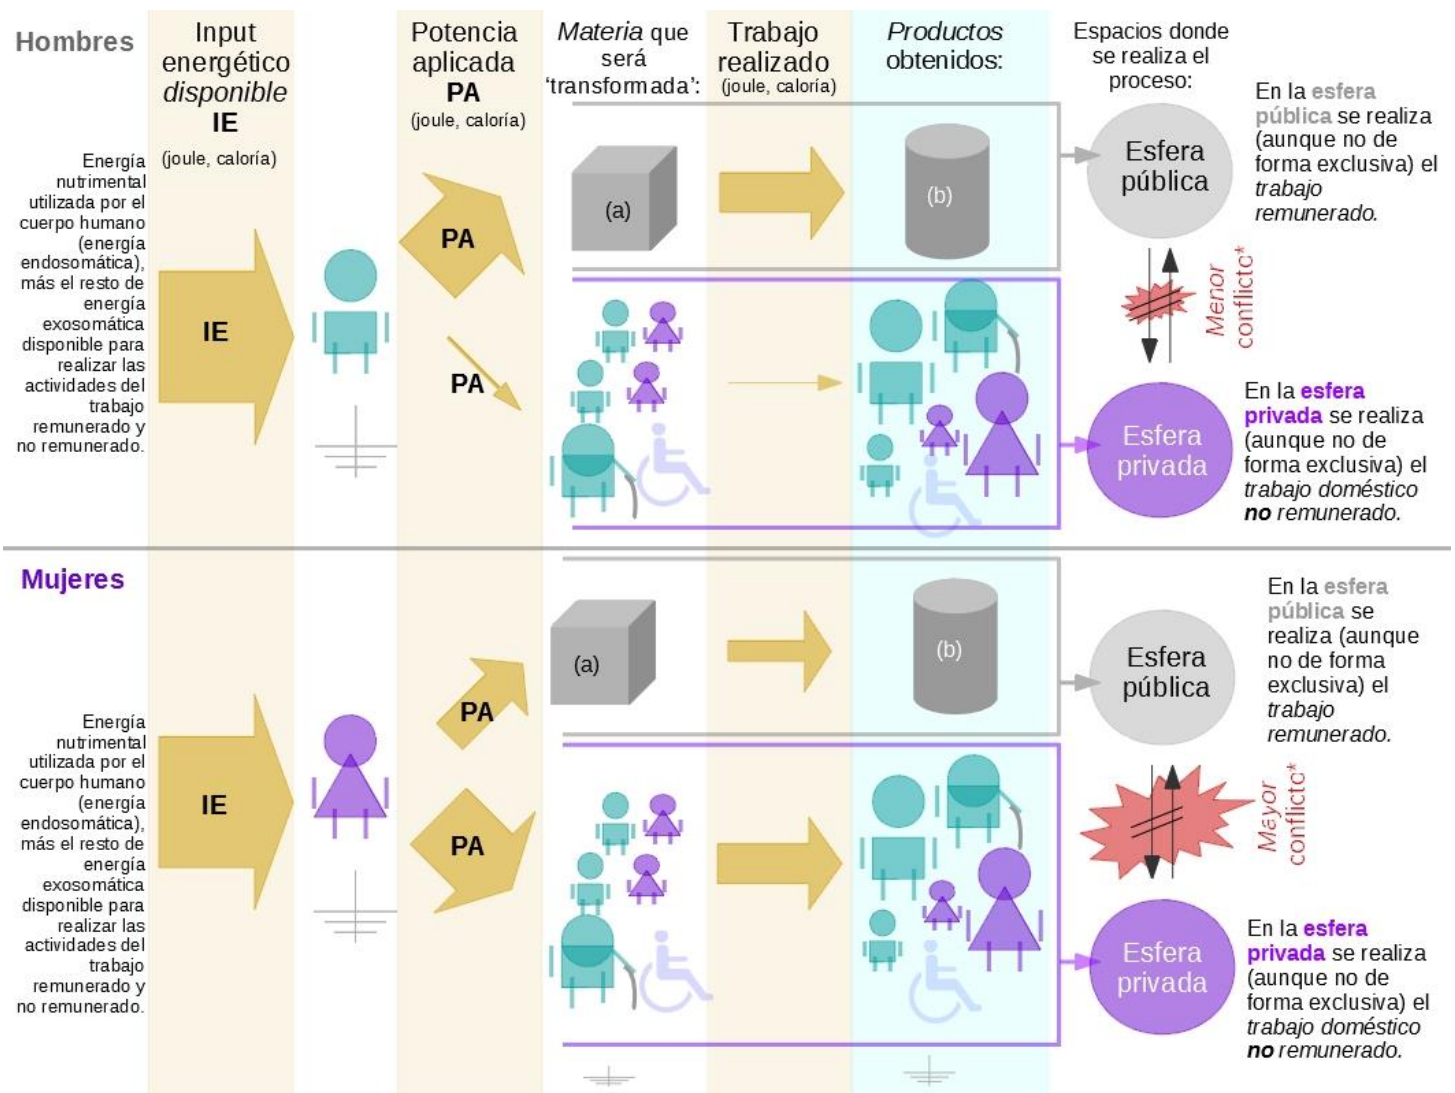 Hombres
Input
energético
disponible
IE
(joule, caloría)
Potencia
aplicada
PA
(joule, caloría)
Materia que
será
‘transformada’:
Trabajo
realizado
(joule, caloría)
Productos
obtenidos:
Espacios donde
se realiza el
proceso:
Energía
nutrimental
utilizada por el
cuerpo humano
(energía
endosomática),
más el resto de
energía
exosomática
disponible para
realizar las
actividades del
trabajo
remunerado y
no remunerado.
IE
PA
PA
(a)
(b)
Esfera
pública
En la esfera
pública se realiza
(aunque no de
forma exclusiva) el
trabajo
remunerado.
Menor
conflictc*
Esfera
privada
En la esfera
privada se realiza
(aunque no de
forma exclusiva) el
trabajo doméstico
no remunerado.
Mujeres
Energía
nutrimental
utilizada por el
cuerpo humano
(energía
endosomática),
más el resto de
energía
exosomática
disponible para
realizar las
actividades del
trabajo
remunerado y
no remunerado.
IE
PA
PA
(a)
(b)
Esfera
pública
En la esfera
pública se
realiza (aunque
no de forma
exclusiva) el
trabajo
remunerado.
Mayor
conflictc*
Esfera
privada
En la esfera
privada se realiza
(aunque no de
forma exclusiva) el
trabajo doméstico
no remunerado.